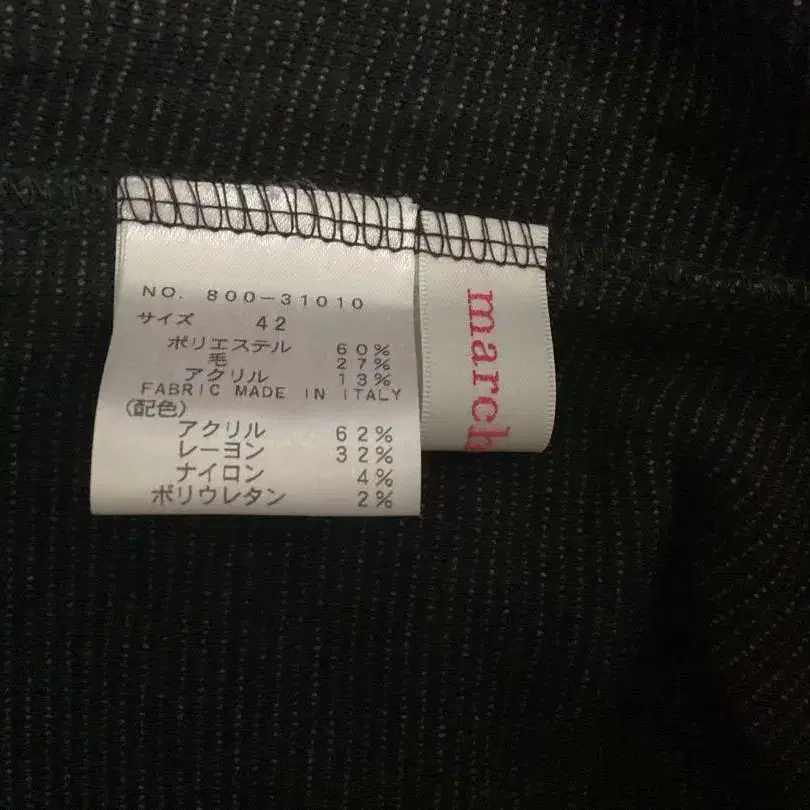 NO. 800-31010
サイズ 42
ポリエステル 60%
毛 27%
アクリル 13%
FABRIC MADE IN ITALY
(配色)
アクリル 62%
レーヨン 32%
ナイロン 4%
ポリウレタン 2%